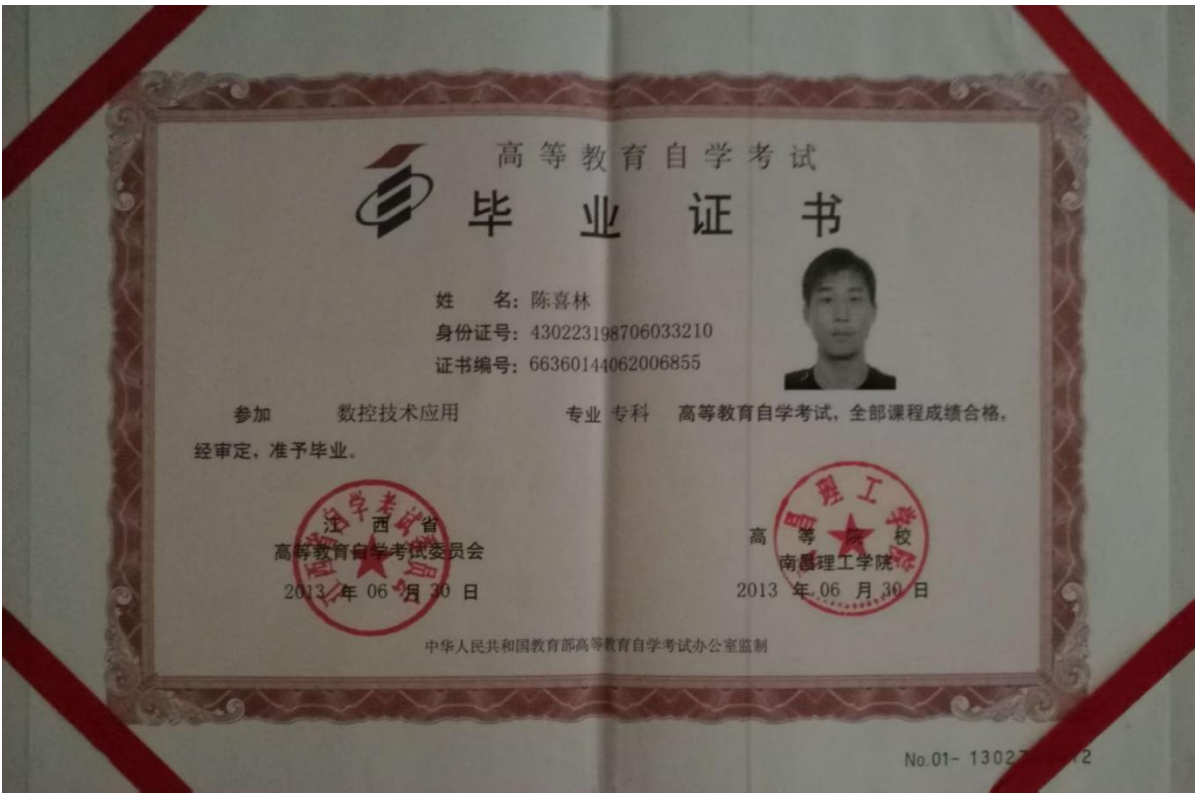 高等教育自学考试
毕业证书
姓 名：陈喜林
身份证号：430223198706033210
证书编号：66360144062006855
参加 数控技术应用 专业 专科 高等教育自学考试，全部课程成绩合格，
经审定，准予毕业。
江西省
高等教育自学考试委员会
2013 年 06 月 30 日
高等院校
南昌理工学院
2013 年 06 月 30 日
中华人民共和国教育部高等教育自学考试办公室监制
No.01-